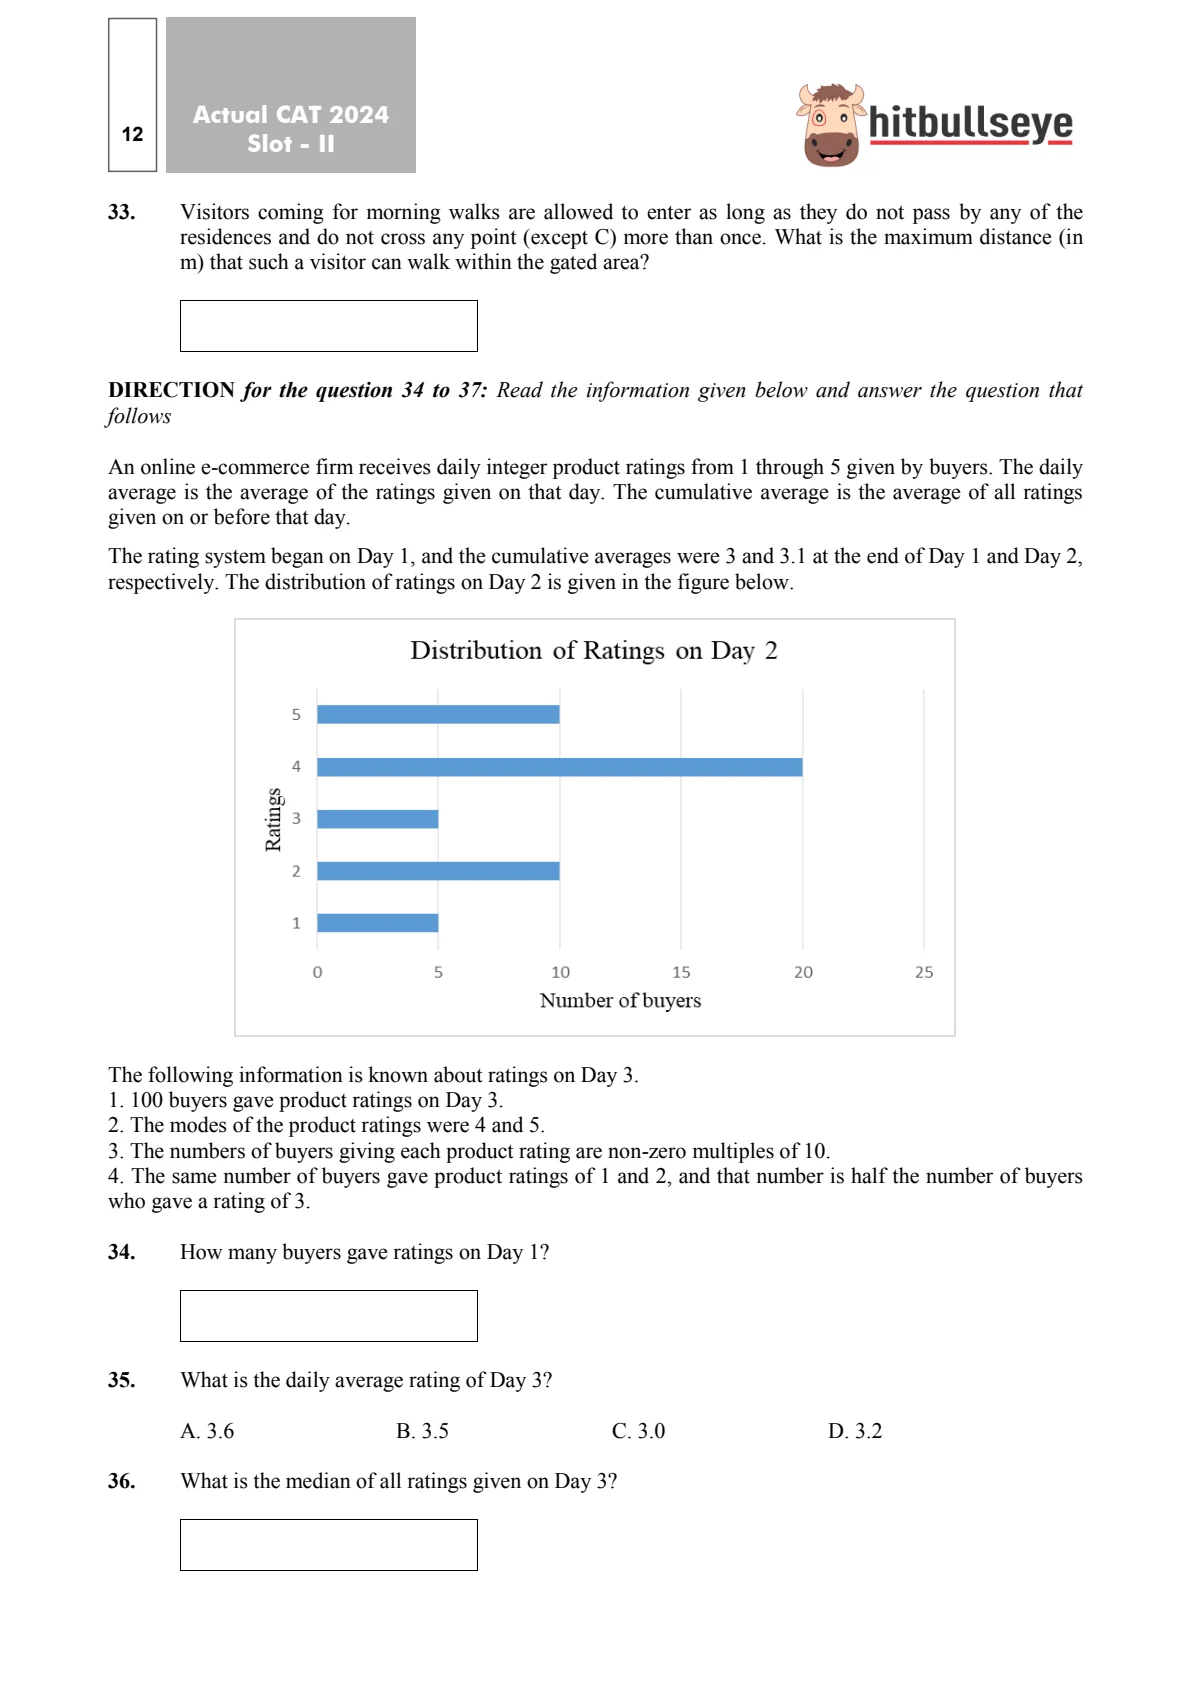 12
Actual CAT 2024
Slot - II
hitbullseye
33. Visitors coming for morning walks are allowed to enter as long as they do not pass by any of the
residences and do not cross any point (except C) more than once. What is the maximum distance (in
m) that such a visitor can walk within the gated area?
DIRECTION for the question 34 to 37: Read the information given below and answer the question that
follows
An online e-commerce firm receives daily integer product ratings from 1 through 5 given by buyers. The daily
average is the average of the ratings given on that day. The cumulative average is the average of all ratings
given on or before that day.
The rating system began on Day 1, and the cumulative averages were 3 and 3.1 at the end of Day 1 and Day 2,
respectively. The distribution of ratings on Day 2 is given in the figure below.
Distribution of Ratings on Day 2
Ratings
5
4
3
2
1
0 5 10 15 20 25
Number of buyers
The following information is known about ratings on Day 3.
1. 100 buyers gave product ratings on Day 3.
2. The modes of the product ratings were 4 and 5.
3. The numbers of buyers giving each product rating are non-zero multiples of 10.
4. The same number of buyers gave product ratings of 1 and 2, and that number is half the number of buyers
who gave a rating of 3.
34. How many buyers gave ratings on Day 1?
35. What is the daily average rating of Day 3?
A. 3.6 B. 3.5 C. 3.0 D. 3.2
36. What is the median of all ratings given on Day 3?